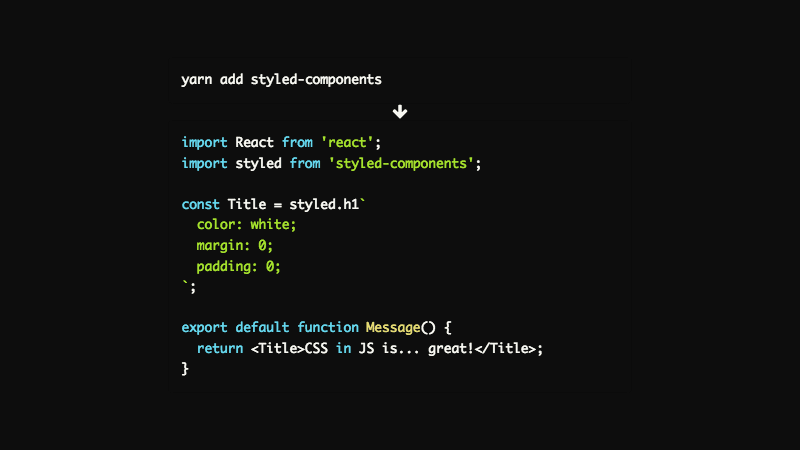 yarn add styled-components
import React from 'react';
import styled from 'styled-components';
const Title = styled.h1`
  color: white;
  margin: 0;
  padding: 0;
`;
export default function Message() {
  return <Title>CSS in JS is... great!</Title>;
}